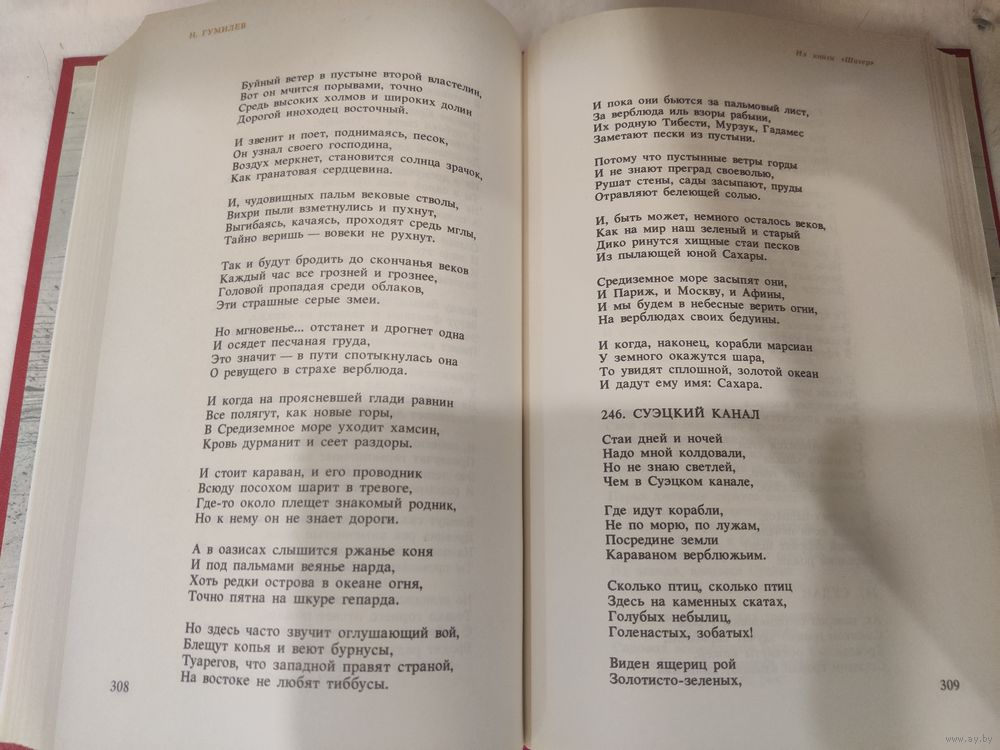 Н. ГУМИЛЕВ
Буйный ветер в пустыне второй властелин,
Вот он мчится порывами, точно
Средь высоких холмов и широких долин
Дорогой иноходец восточный.
И звенит и поет, поднимаясь, песок,
Он узнал своего господина,
Воздух меркнет, становится солнца зрачок,
Как гранатовая сердцевина.
И, чудовищных пальм вековые стволы,
Вихри пыли взметнулись и пухнут,
Выгибаясь, качаясь, проходят средь мглы,
Тайно веришь — вовеки не рухнут.
Так и будут бродить до скончанья веков
Каждый час все грозней и грознее,
Головой пропадая среди облаков,
Эти страшные серые змеи.
Но мгновенье... отстанет и дрогнет одна
И осядет песчаная груда,
Это значит — в пути спотыкнулась она
О ревущего в страхе верблюда.
И когда на проясневшей глади равнин
Все полягут, как новые горы,
В Средиземное море уходит хамсин,
Кровь дурманит и сеет раздоры.
И стоит караван, и его проводник
Всюду посохом шарит в тревоге,
Где-то около плещет знакомый родник,
Но к нему он не знает дороги.
А в оазисах слышится ржанье коня
И под пальмами веянье нарда,
Хоть редки острова в океане огня,
Точно пятна на шкуре гепарда.
Но здесь часто звучит оглушающий вой,
Блещут копья и веют бурнусы,
Туарегов, что западной правят страной,
На востоке не любят тиббусы.
308
Из книги «Шатер»
И пока они бьются за пальмовый лист,
За верблюда иль взоры рабыни,
Их родную Тибести, Мурзук, Гадамес
Заметают пески из пустыни.
Потому что пустынные ветры горды
И не знают преград своеволью,
Рушат стены, сады засыпают, пруды
Отравляют белеющей солью.
И, быть может, немного осталось веков,
Как на мир наш зеленый и старый
Дико ринутся хищные стаи песков
Из пылающей юной Сахары.
Средиземное море засыпят они,
И Париж, и Москву, и Афины,
И мы будем в небесные верить огни,
На верблюдах своих бедуины.
И когда, наконец, корабли марсиан
У земного окажутся шара,
То увидят сплошной, золотой океан
И дадут ему имя: Сахара.
246. СУЭЦКИЙ КАНАЛ
Стаи дней и ночей
Надо мной колдовали,
Но не знаю светлей,
Чем в Суэцком канале,
Где идут корабли,
Не по морю, по лужам,
Посредине земли
Караваном верблюжьим.
Сколько птиц, сколько птиц
Здесь на каменных скатах,
Голубых небылиц,
Голенастых, зобатых!
Виден ящериц рой
Золотисто-зеленых,
309
www.ay.by